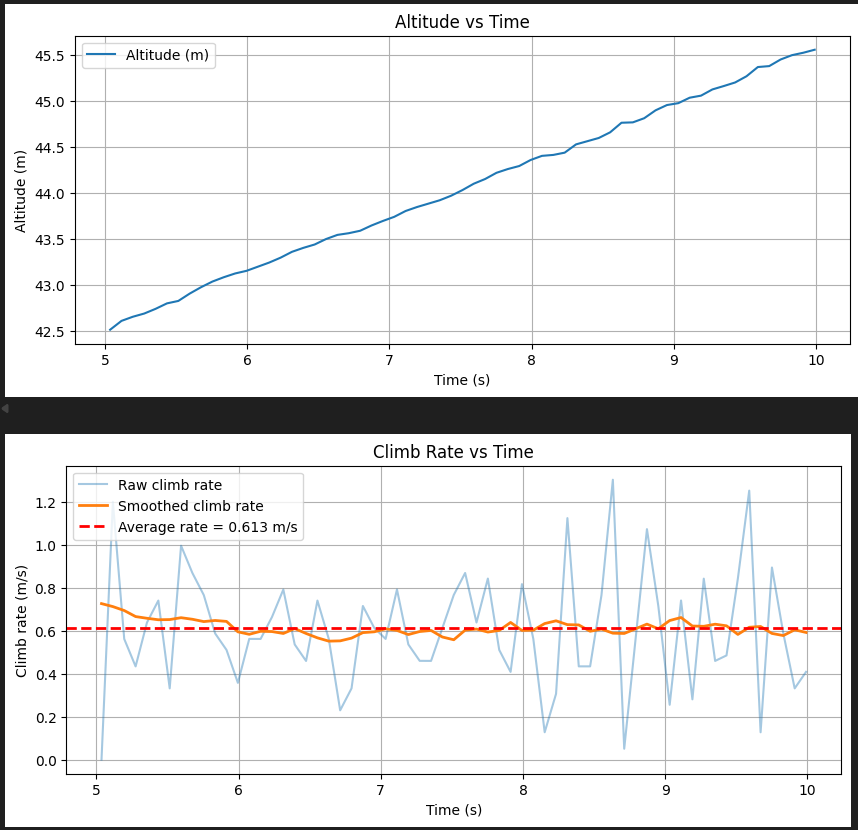 Altitude vs Time
Altitude (m)
45.5
45.0
44.5
44.0
43.5
43.0
42.5
Altitude (m)
5 6 7 8 9 10
Time (s)
Climb Rate vs Time
Raw climb rate
Smoothed climb rate
Average rate = 0.613 m/s
1.2
1.0
0.8
0.6
0.4
0.2
0.0
Climb rate (m/s)
5 6 7 8 9 10
Time (s)